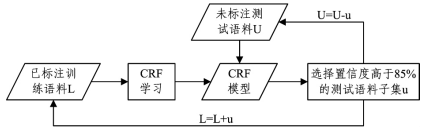 未标注测
试语料U
U=U-u
已标注训
练语料L
CRF
学习
CRF
模型
选择置信度高于85%
的测试语料子集u
L=L+u